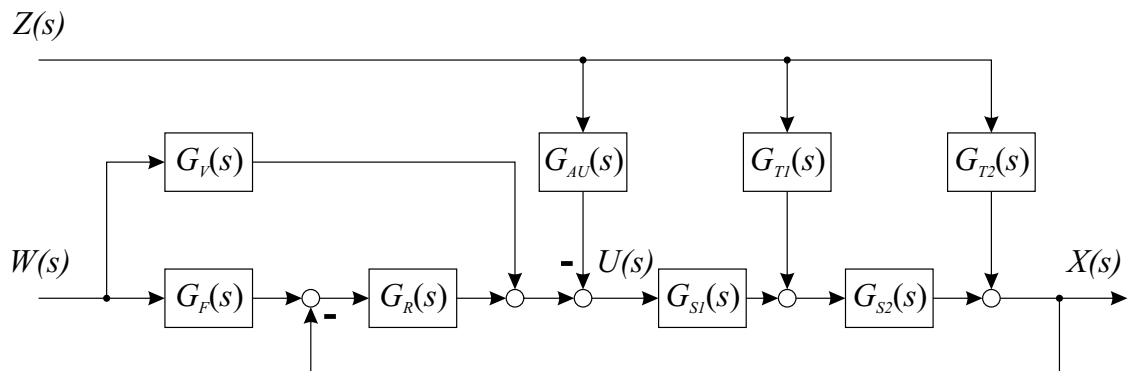 Z(s)
G_V(s) G_AU(s) G_T1(s) G_T2(s)
W(s) - U(s) X(s)
G_F(s) G_R(s) G_S1(s) G_S2(s)
-